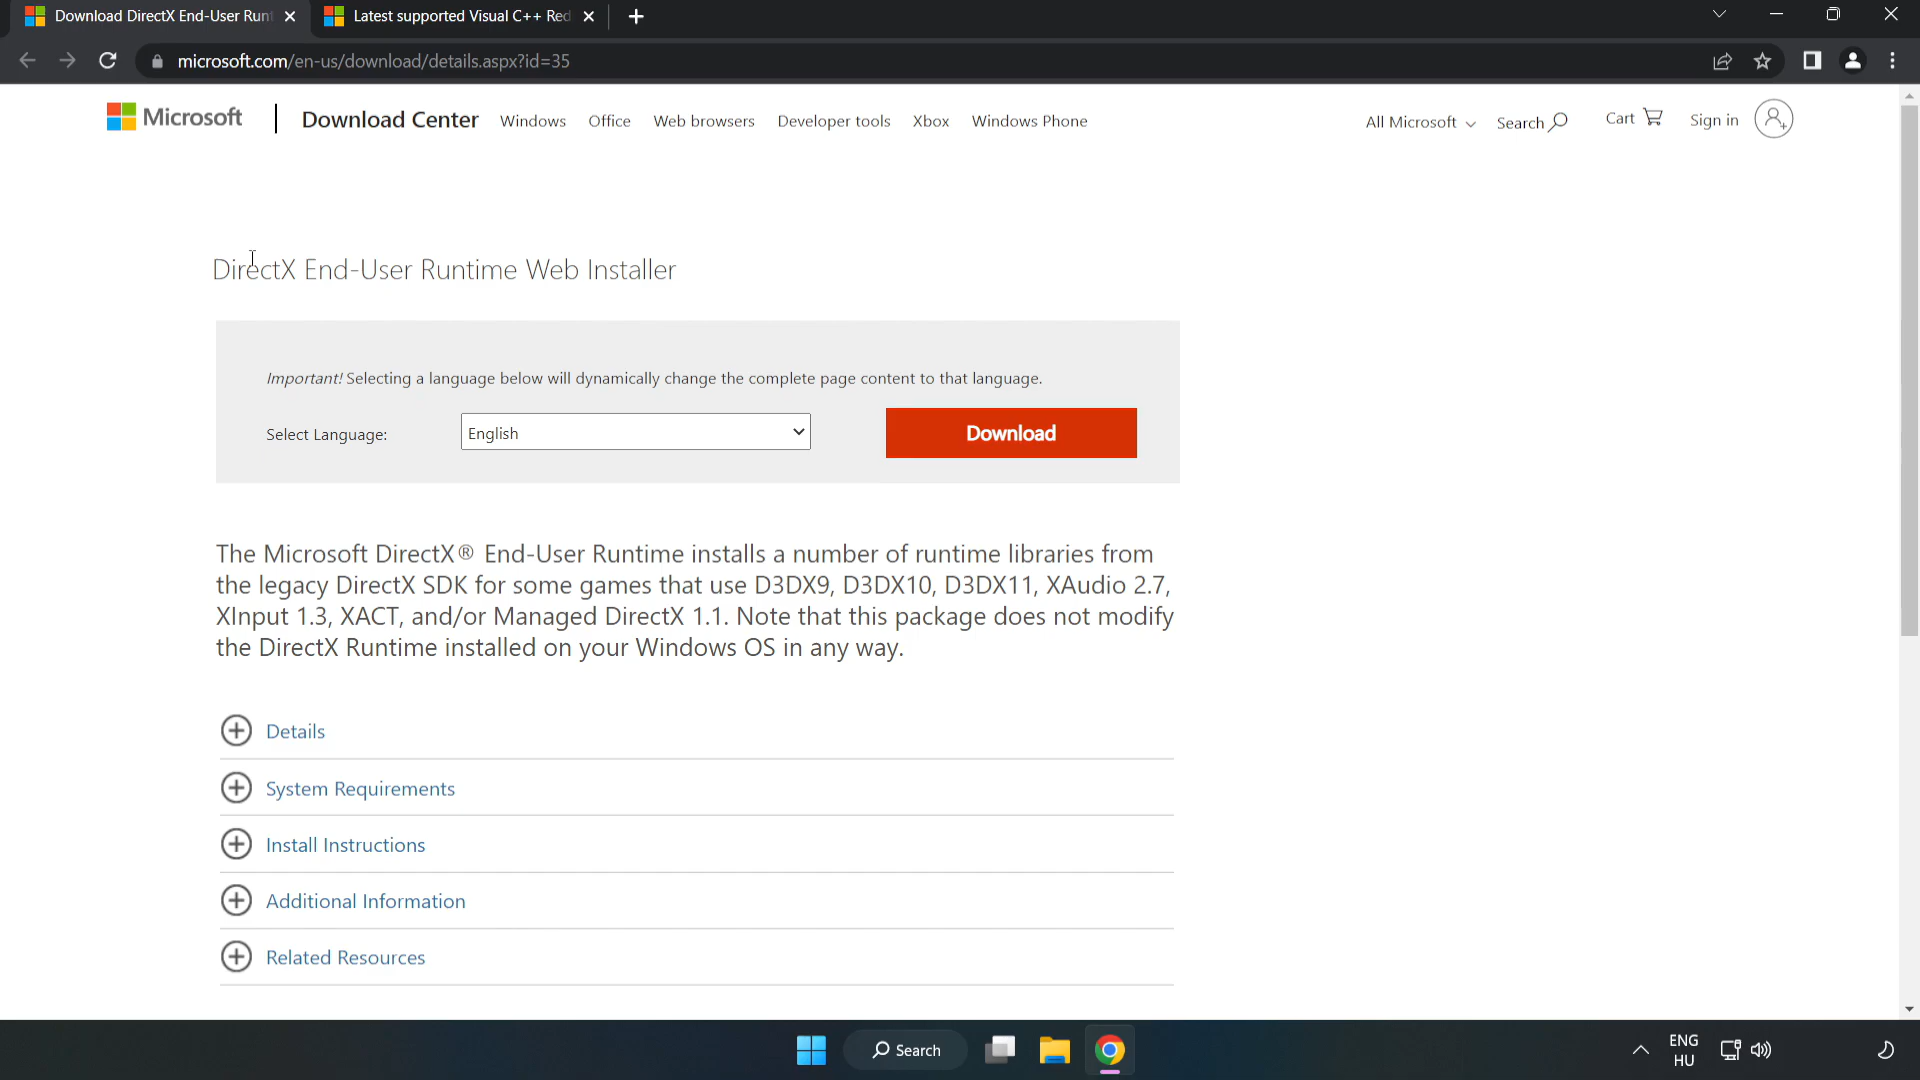 Download DirectX End-User Runt
Latest supported Visual C++ Red
microsoft.com/en-us/download/details.aspx?id=35
Microsoft
Download Center
Windows
Office
Web browsers
Developer tools
Xbox
Windows Phone
All Microsoft
Search
Cart
Sign in
DirectX End-User Runtime Web Installer
Important! Selecting a language below will dynamically change the complete page content to that language.
Select Language:
English
Download
The Microsoft DirectX® End-User Runtime installs a number of runtime libraries from
the legacy DirectX SDK for some games that use D3DX9, D3DX10, D3DX11, XAudio 2.7,
XInput 1.3, XACT, and/or Managed DirectX 1.1. Note that this package does not modify
the DirectX Runtime installed on your Windows OS in any way.
Details
System Requirements
Install Instructions
Additional Information
Related Resources
Search
ENG
HU